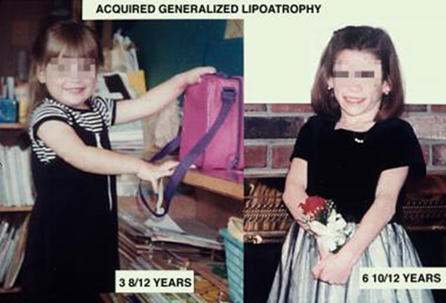 ACQUIRED GENERALIZED LIPOATROPHY
3 8/12 YEARS
6 10/12 YEARS